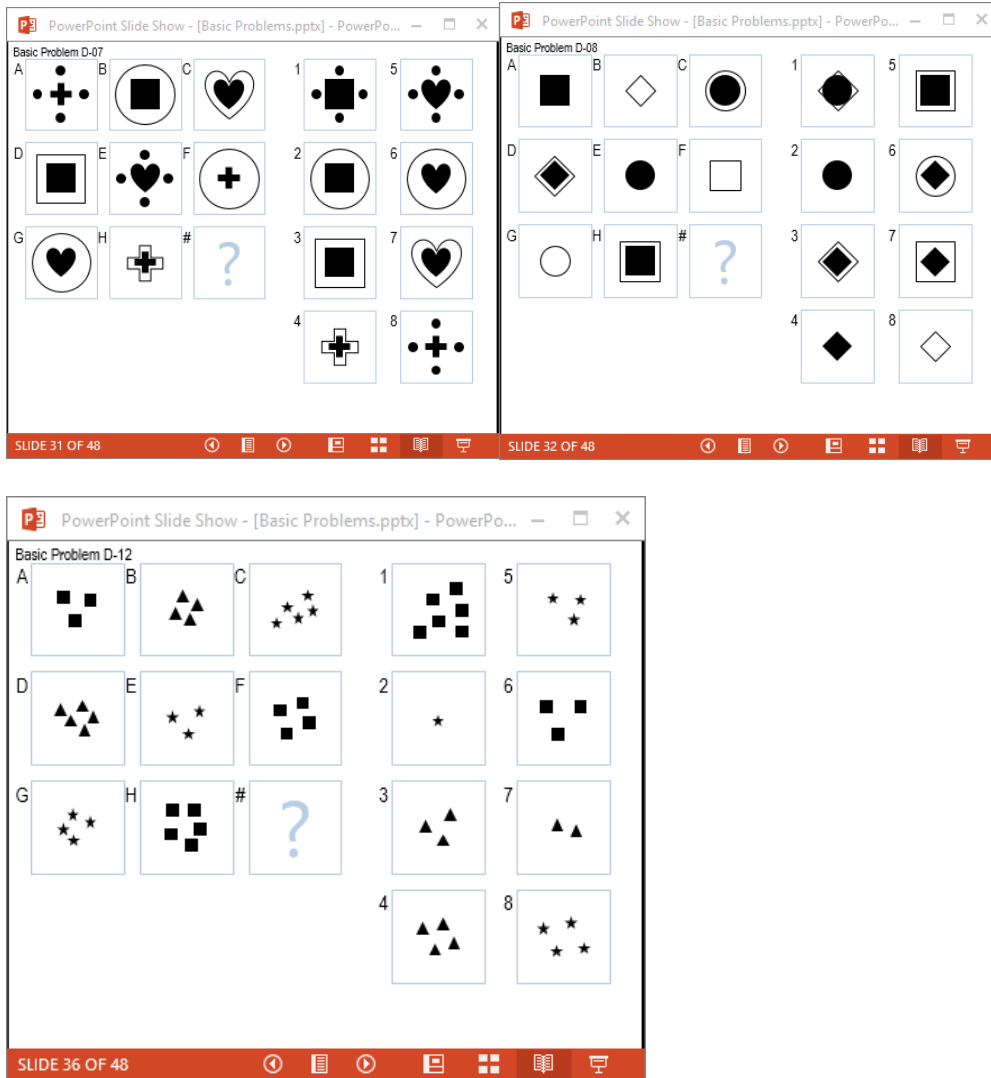 PowerPoint Slide Show - [Basic Problems.pptx] - PowerPo...
Basic Problem D-07
A B C 1 5
D E F 2 6
G H # ? 3 7
4 8
SLIDE 31 OF 48
PowerPoint Slide Show - [Basic Problems.pptx] - PowerPo...
Basic Problem D-08
A B C 1 5
D E F 2 6
G H # ? 3 7
4 8
SLIDE 32 OF 48
PowerPoint Slide Show - [Basic Problems.pptx] - PowerPo...
Basic Problem D-12
A B C 1 5
D E F 2 6
G H # ? 3 7
4 8
SLIDE 36 OF 48